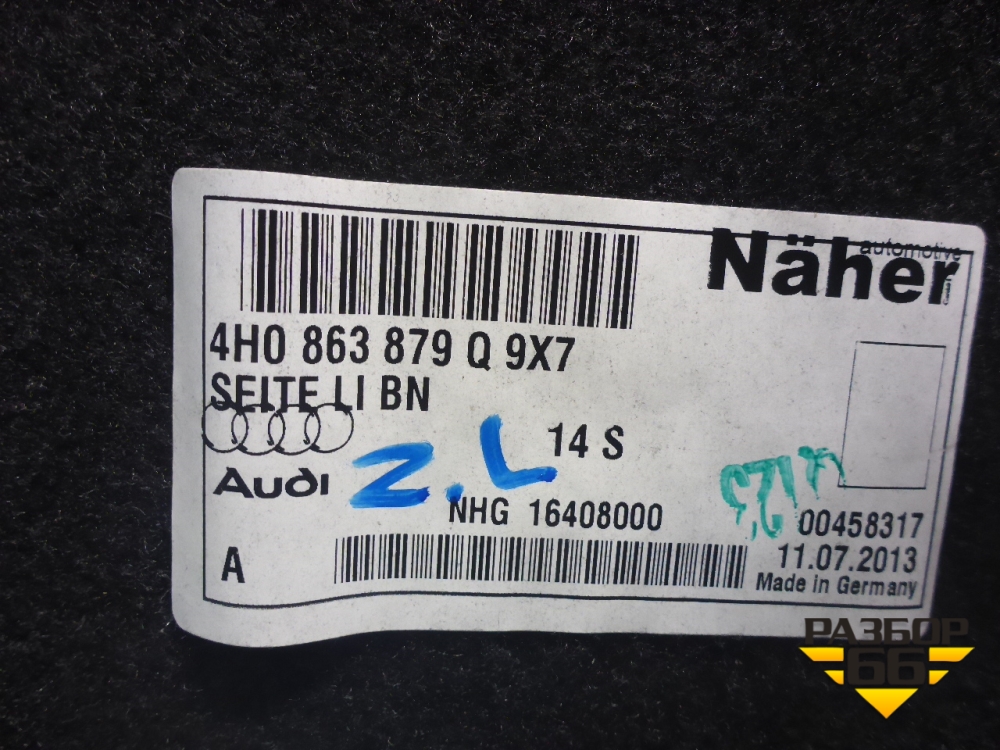 automotive
Näher
4H0 863 879 Q 9X7
SEITE LI BN
14 S
Audi
2.L
NHG 16408000
00458317
11.07.2013
A
Made in Germany
РАЗБОР
66